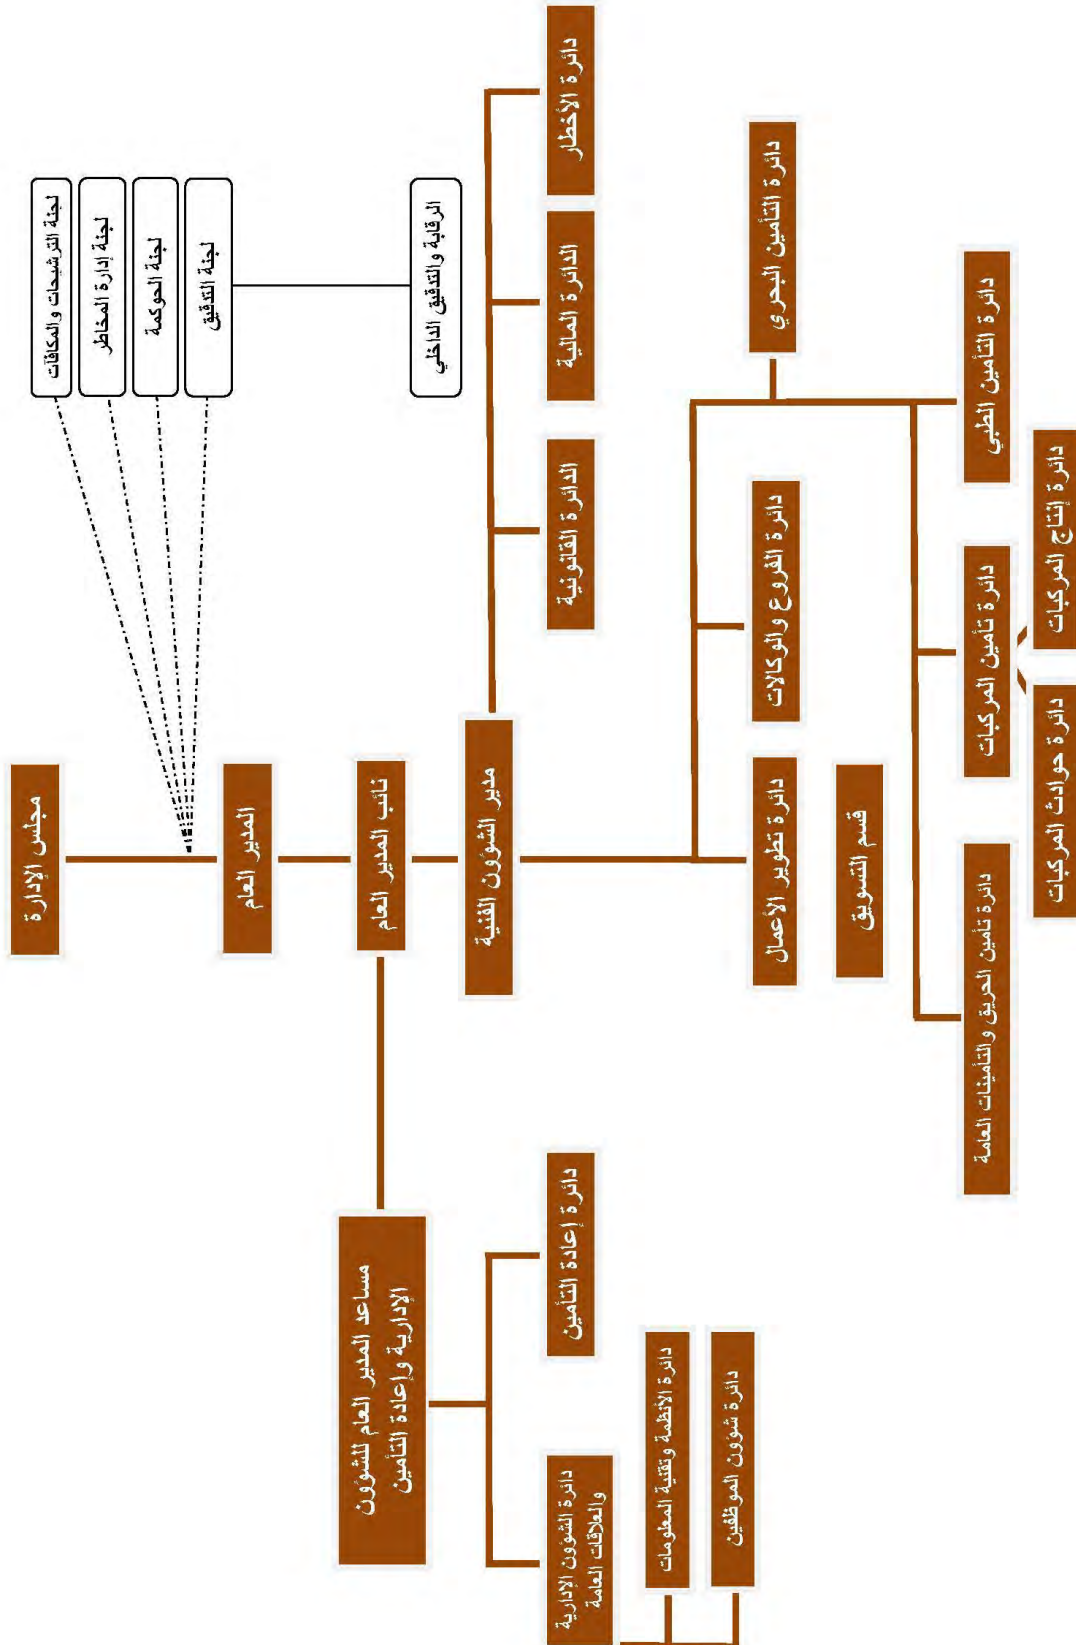 مجلس الإدارة
لجنة الترشيحات والمكافآت
لجنة إدارة المخاطر
لجنة الحوكمة
لجنة التدقيق
المدير العام
نائب المدير العام
الرقابة والتدقيق الداخلي
مساعد المدير العام للشؤون
الإدارية وإعادة التأمين
مدير الشؤون الفنية
دائرة الأخطار
الدائرة المالية
الدائرة القانونية
دائرة إعادة التأمين
دائرة الشؤون الإدارية
والعلاقات العامة
دائرة الأنظمة وتقنية المعلومات
دائرة شؤون الموظفين
دائرة التأمين البحري
دائرة الفروع والوكالات
دائرة تطوير الأعمال
قسم التسويق
دائرة التأمين الطبي
دائرة تأمين المركبات
دائرة تأمين الحريق والتأمينات العامة
دائرة إنتاج المركبات
دائرة حوادث المركبات